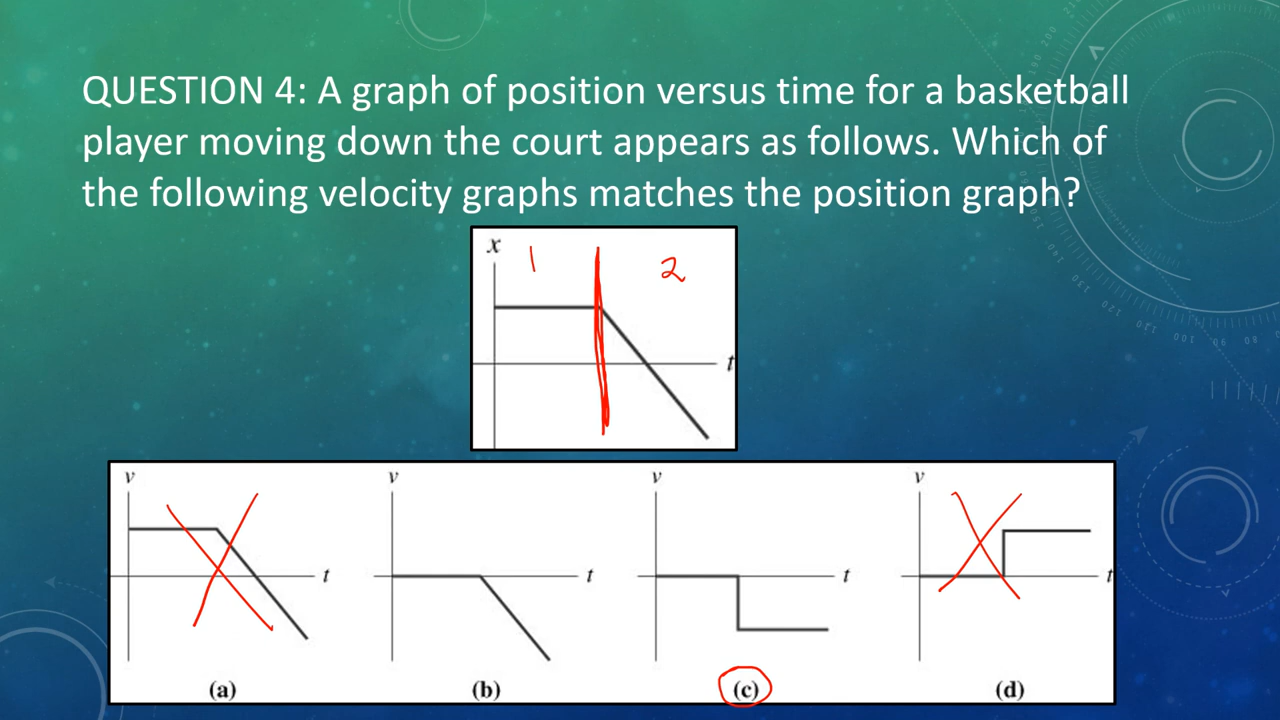 QUESTION 4: A graph of position versus time for a basketball
player moving down the court appears as follows. Which of
the following velocity graphs matches the position graph?
x 1 2
t
v v v v
t t t t
(a) (b) (c) (d)